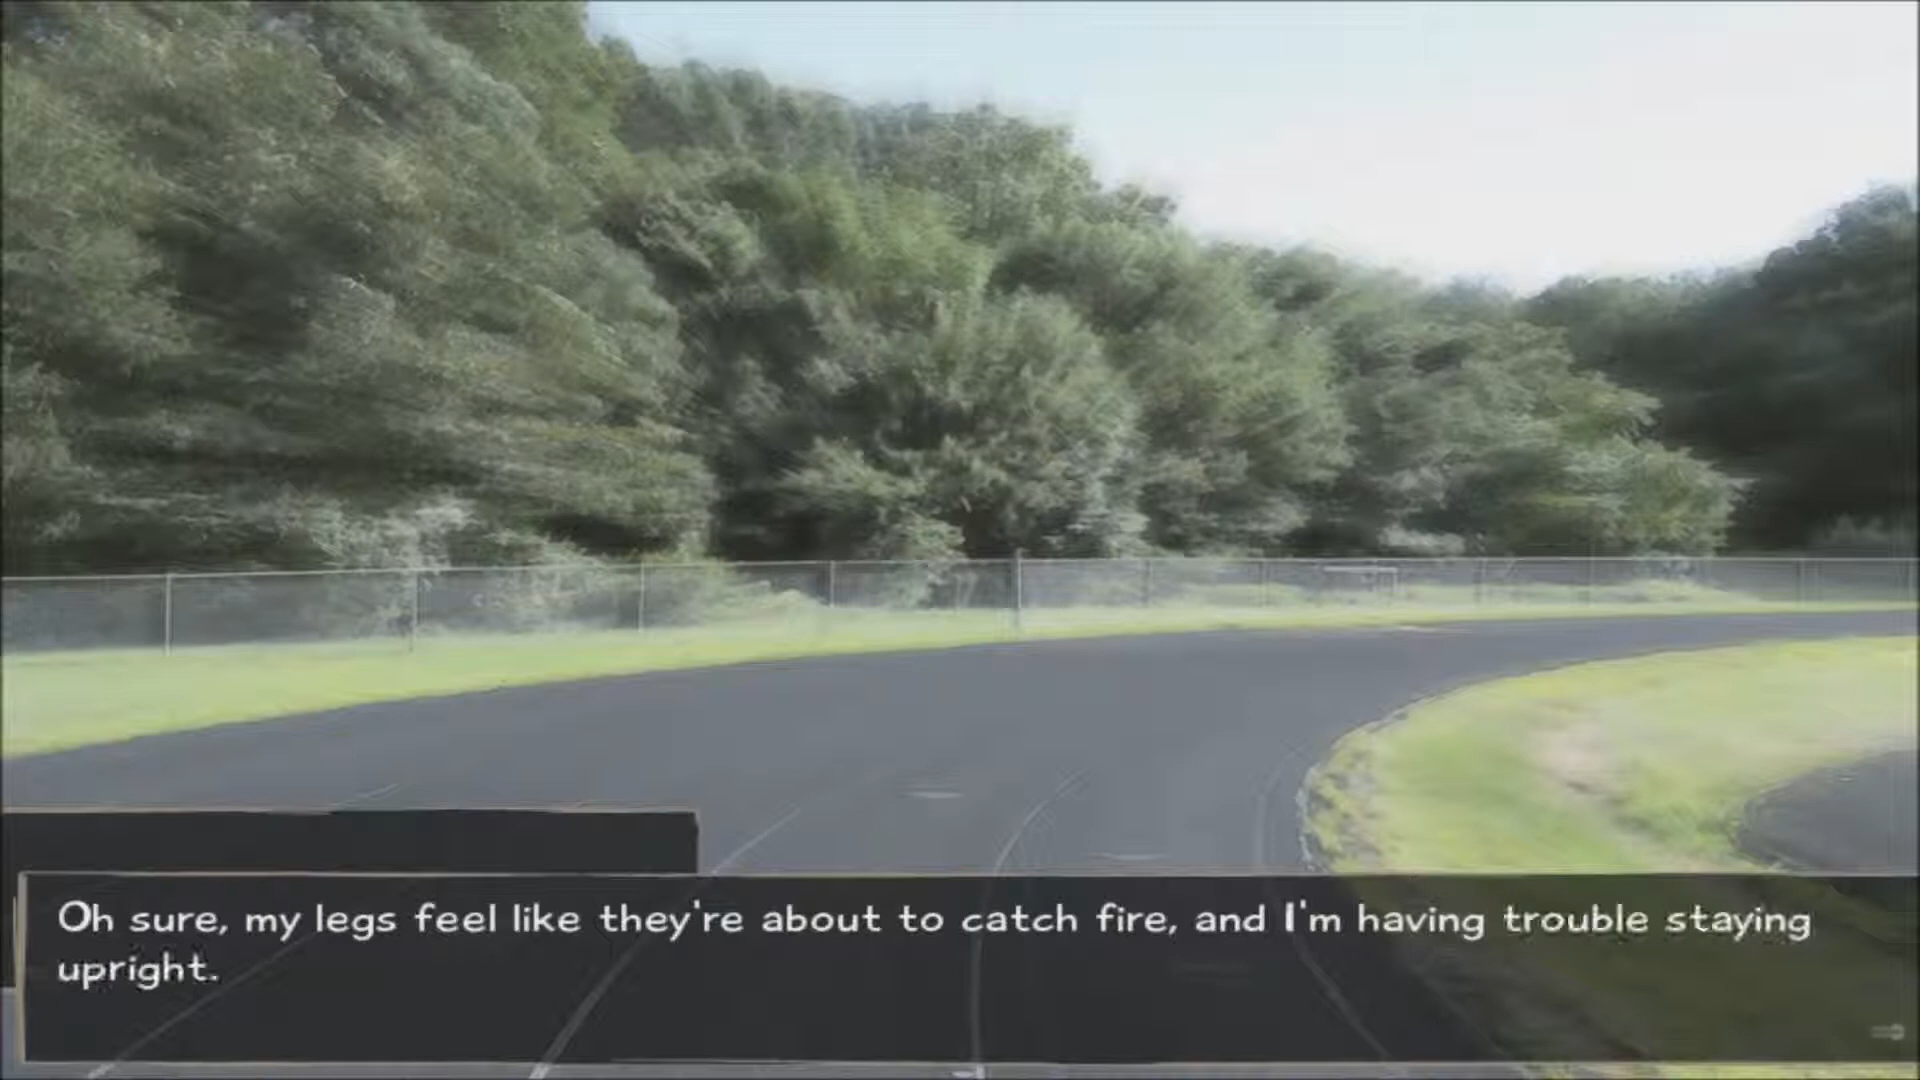 Oh sure, my legs feel like they're about to catch fire, and I'm having trouble staying
upright.